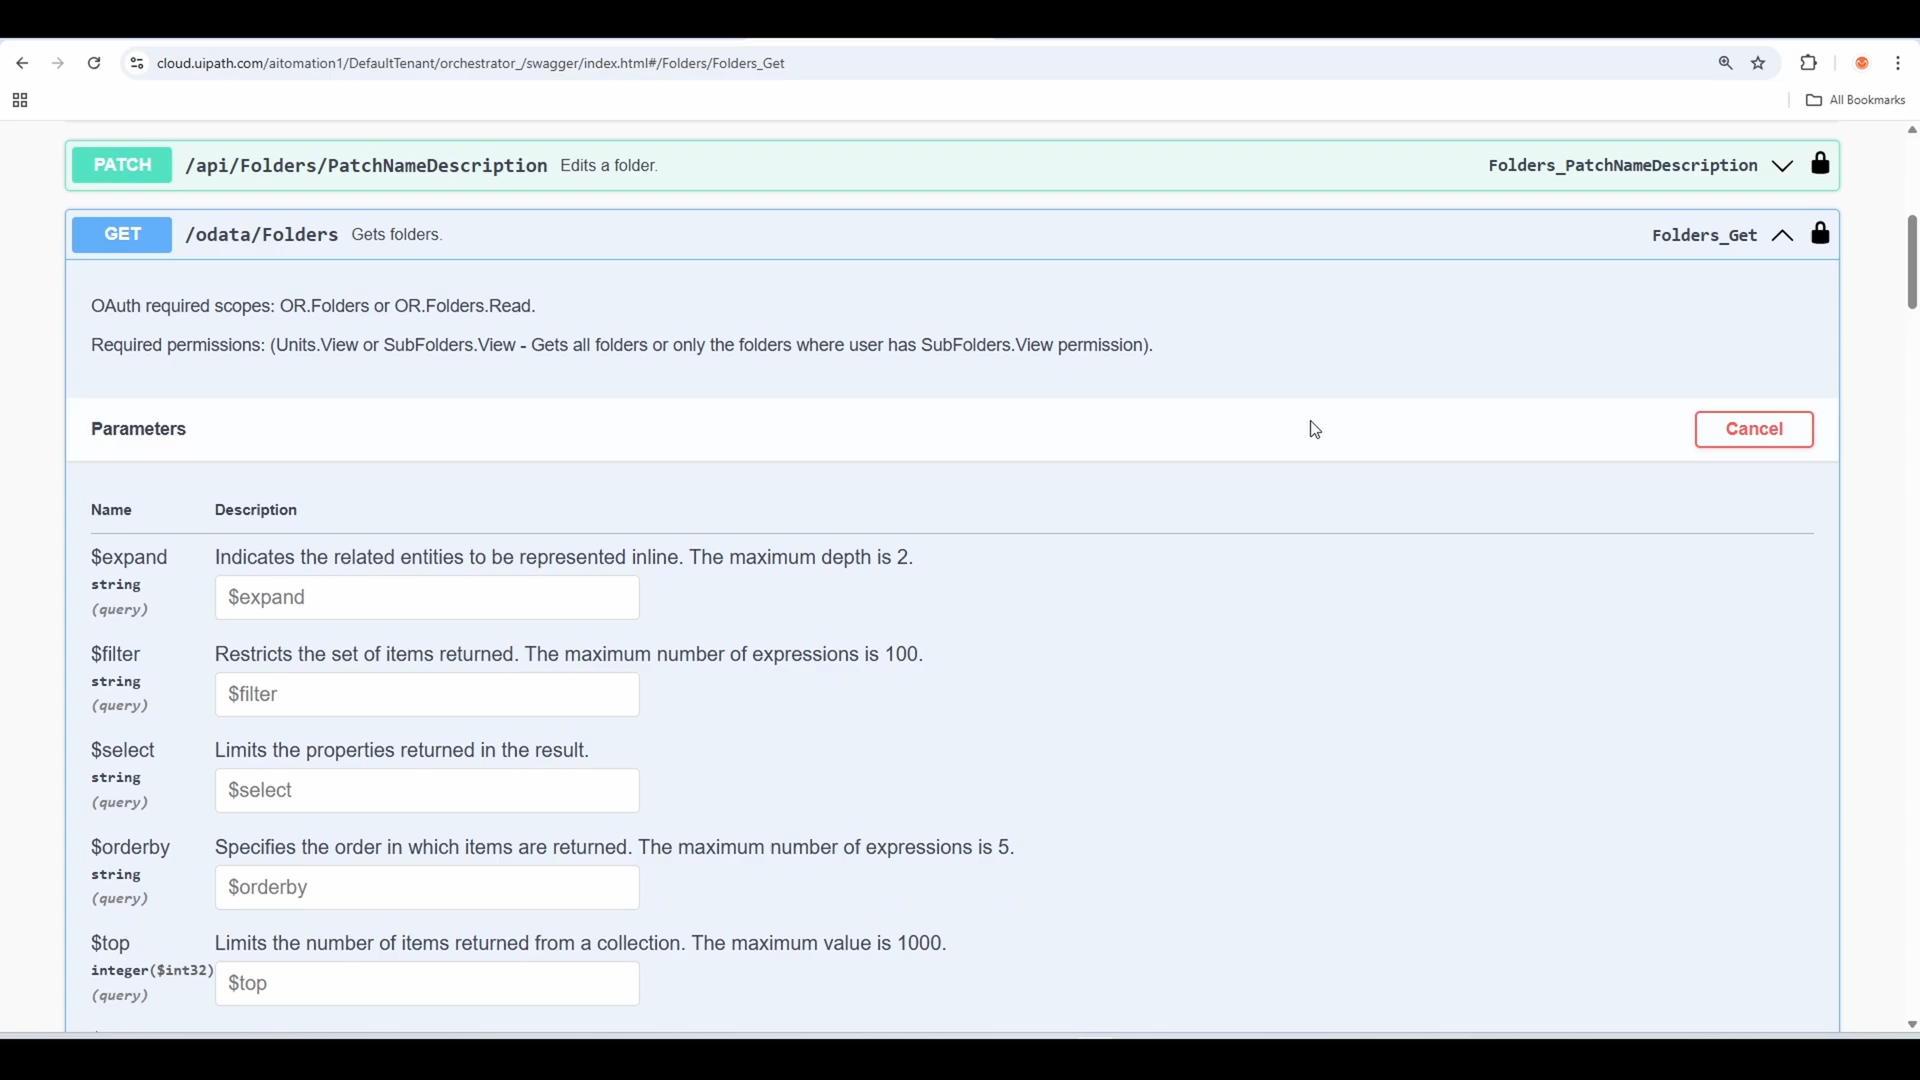 cloud.uipath.com/aitomation1/DefaultTenant/orchestrator_/swagger/index.html#/Folders/Folders_Get
All Bookmarks
PATCH /api/Folders/PatchNameDescription Edits a folder. Folders_PatchNameDescription
GET /odata/Folders Gets folders. Folders_Get
OAuth required scopes: OR.Folders or OR.Folders.Read.
Required permissions: (Units.View or SubFolders.View - Gets all folders or only the folders where user has SubFolders.View permission).
Parameters Cancel
Name Description
$expand Indicates the related entities to be represented inline. The maximum depth is 2.
string
$expand
(query)
$filter Restricts the set of items returned. The maximum number of expressions is 100.
string
$filter
(query)
$select Limits the properties returned in the result.
string
$select
(query)
$orderby Specifies the order in which items are returned. The maximum number of expressions is 5.
string
$orderby
(query)
$top Limits the number of items returned from a collection. The maximum value is 1000.
integer($int32)
$top
(query)